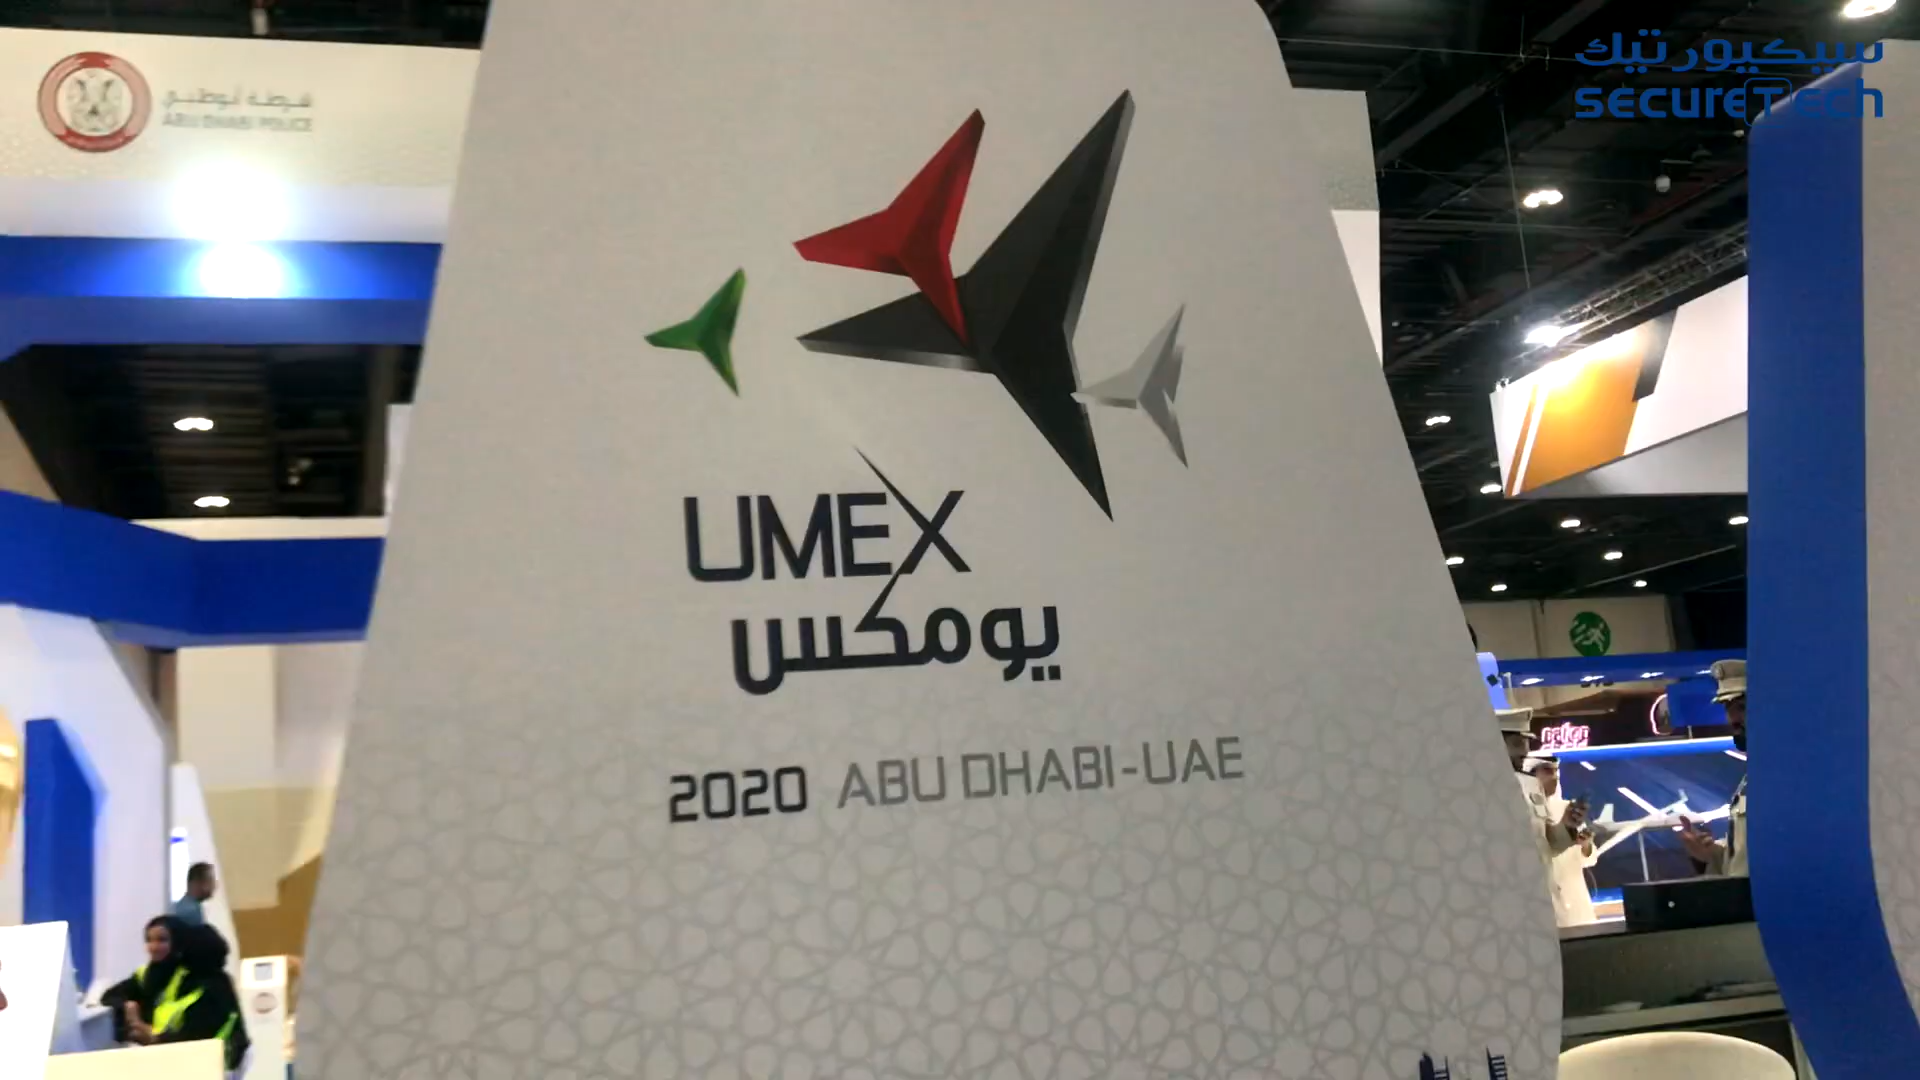 شرطة أبوظبي
ABU DHABI POLICE
سيكيورتيك
SecureTech
UMEX
يومكس
2020 ABU DHABI-UAE